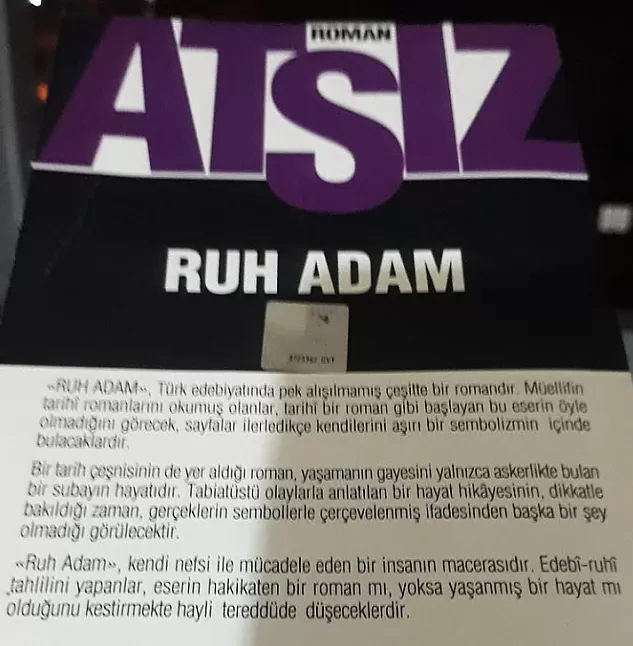 ROMAN
ATSIZ
RUH ADAM
«RUH ADAM», Türk edebiyatında pek alışılmamış çeşitte bir romandır. Müellifin
tarihî romanlarını okumuş olanlar, tarihî bir roman gibi başlayan bu eserin öyle
olmadığını görecek, sayfalar ilerledikçe kendilerini aşırı bir sembolizmin içinde
bulacaklardır.
Bir tarih çeşnisinin de yer aldığı roman, yaşamanın gayesini yalnızca askerlikte bulan
bir subayın hayatıdır. Tabiatüstü olaylarla anlatılan bir hayat hikâyesinin, dikkatle
bakıldığı zaman, gerçeklerin sembollerle çerçevelenmiş ifadesinden başka bir şey
olmadığı görülecektir.
«Ruh Adam», kendi nefsi ile mücadele eden bir insanın macerasıdır. Edebî-ruhî
tahlilini yapanlar, eserin hakikaten bir roman mı, yoksa yaşanmış bir hayat mı
olduğunu kestirmekte hayli tereddüde düşeceklerdir.